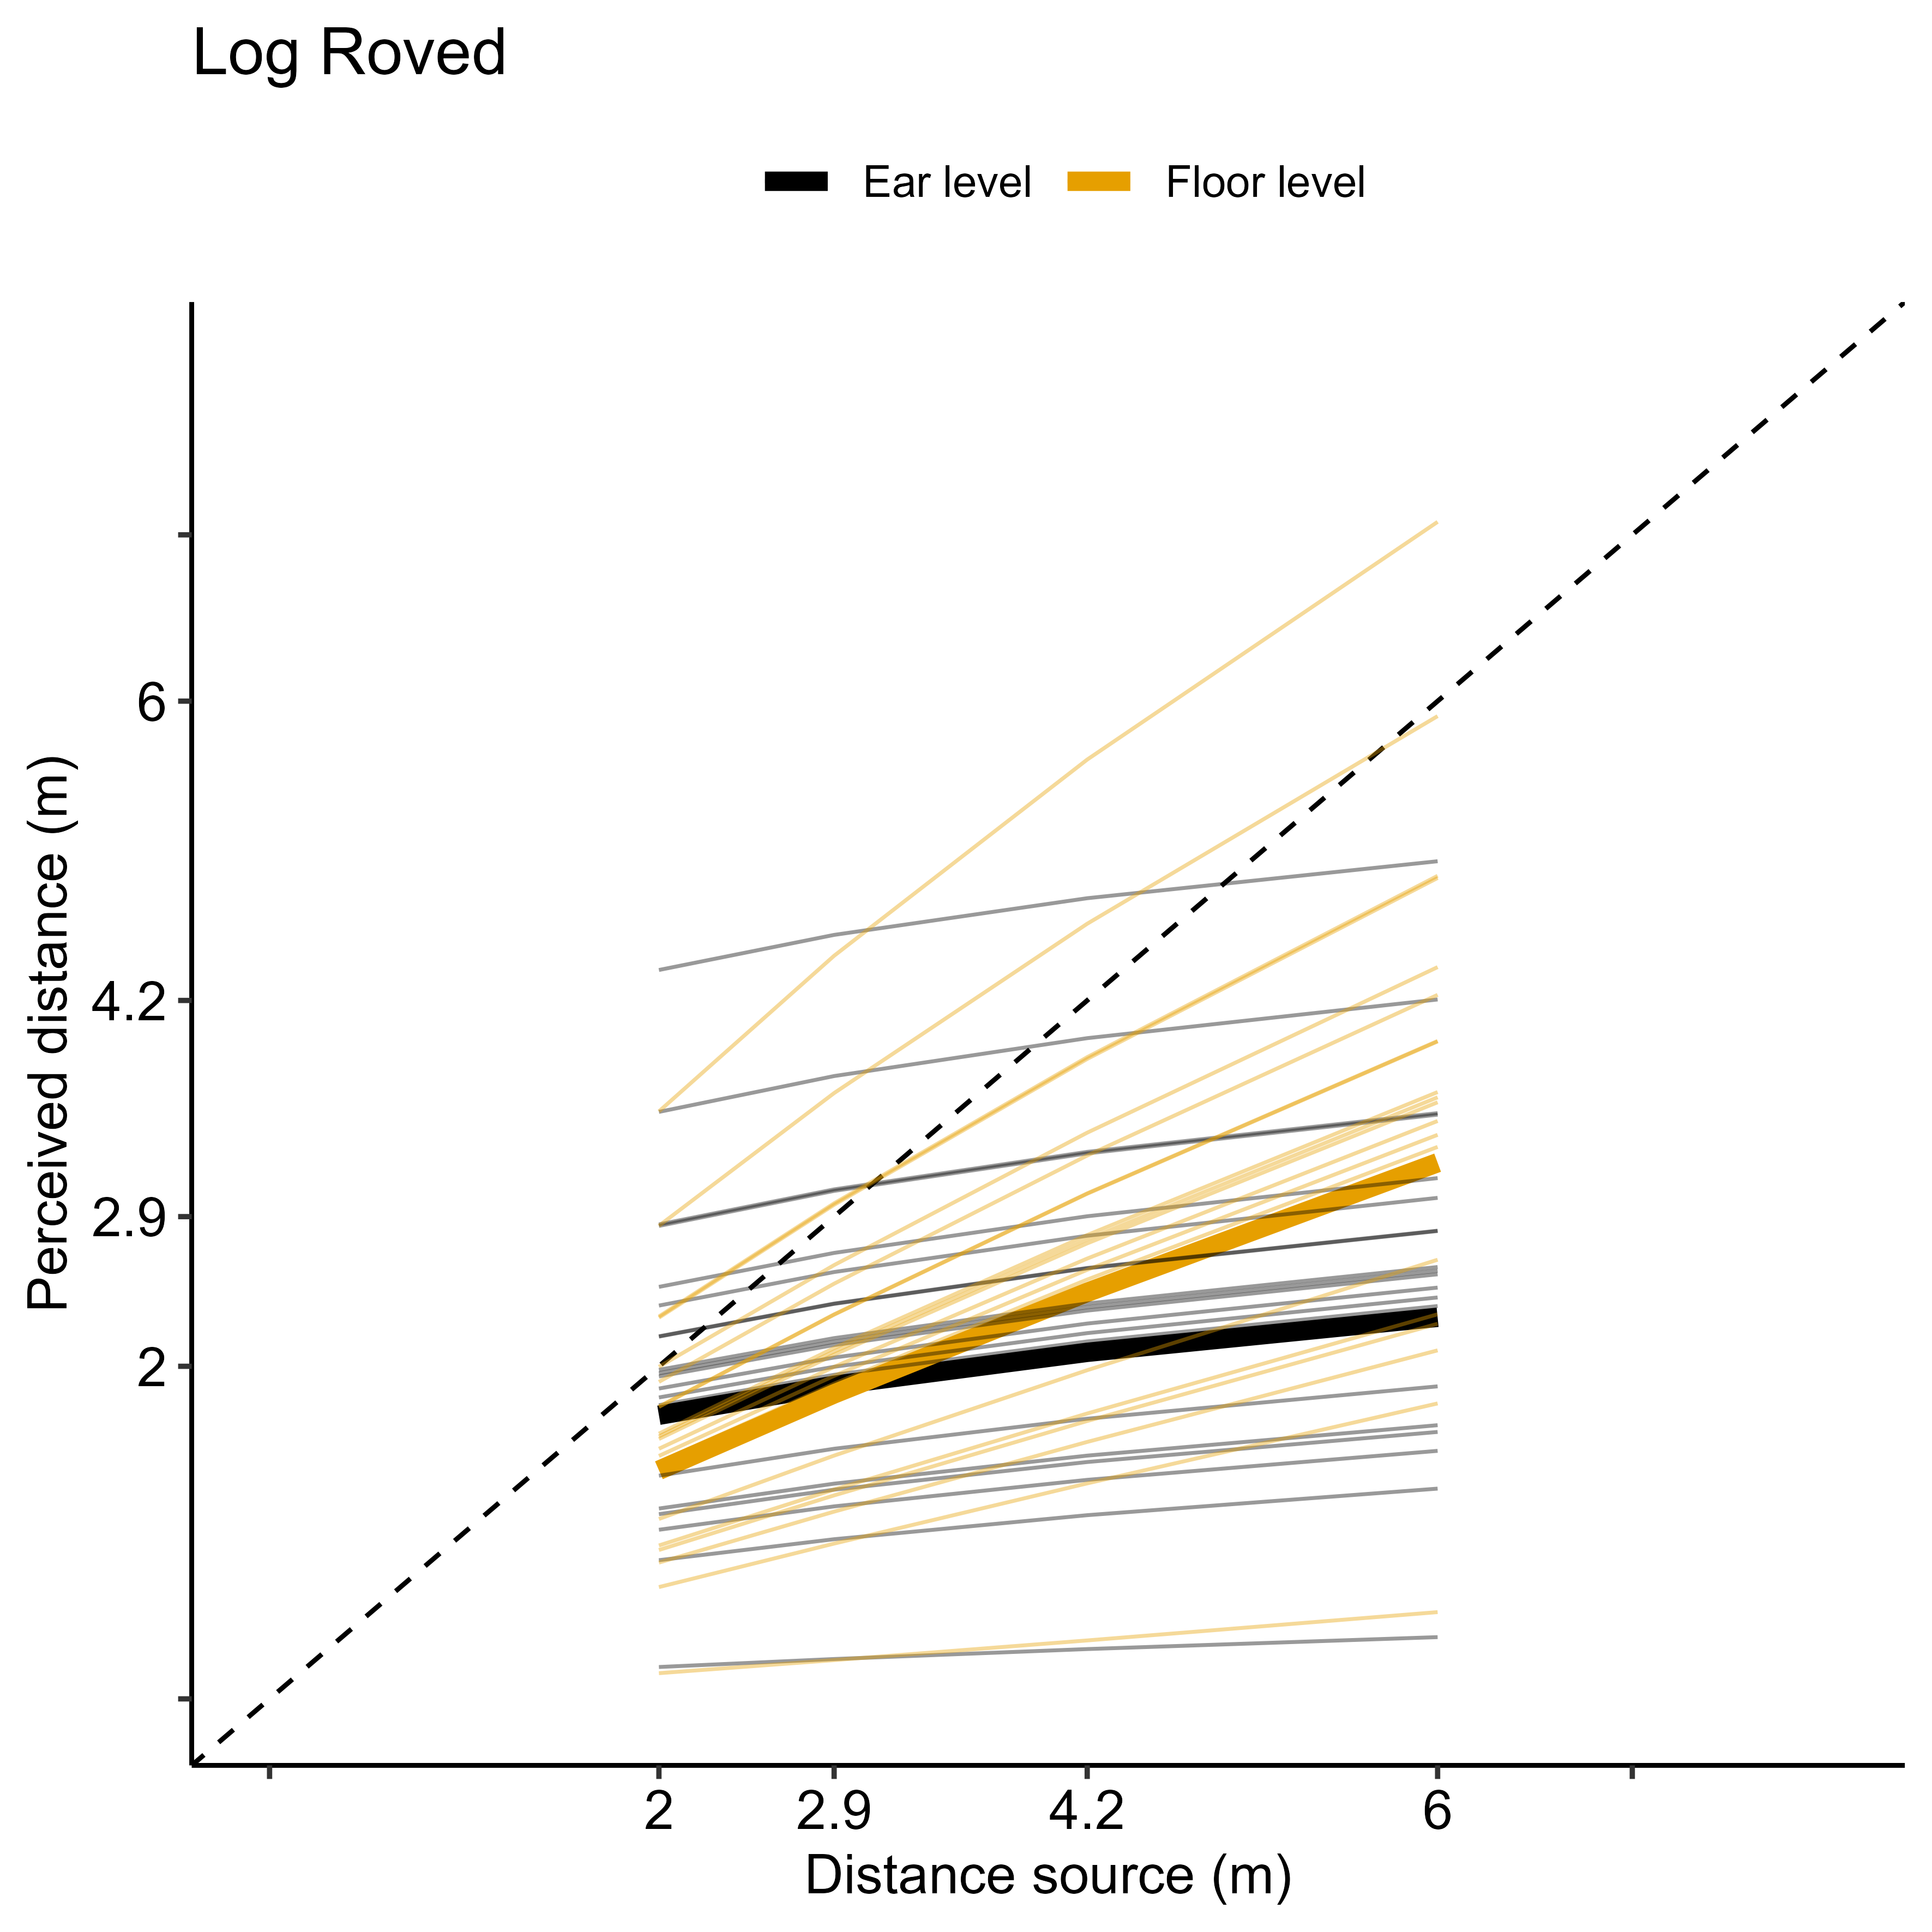 Log Roved
Ear level Floor level
Perceived distance (m)
6
4.2
2.9
2
2 2.9 4.2 6
Distance source (m)